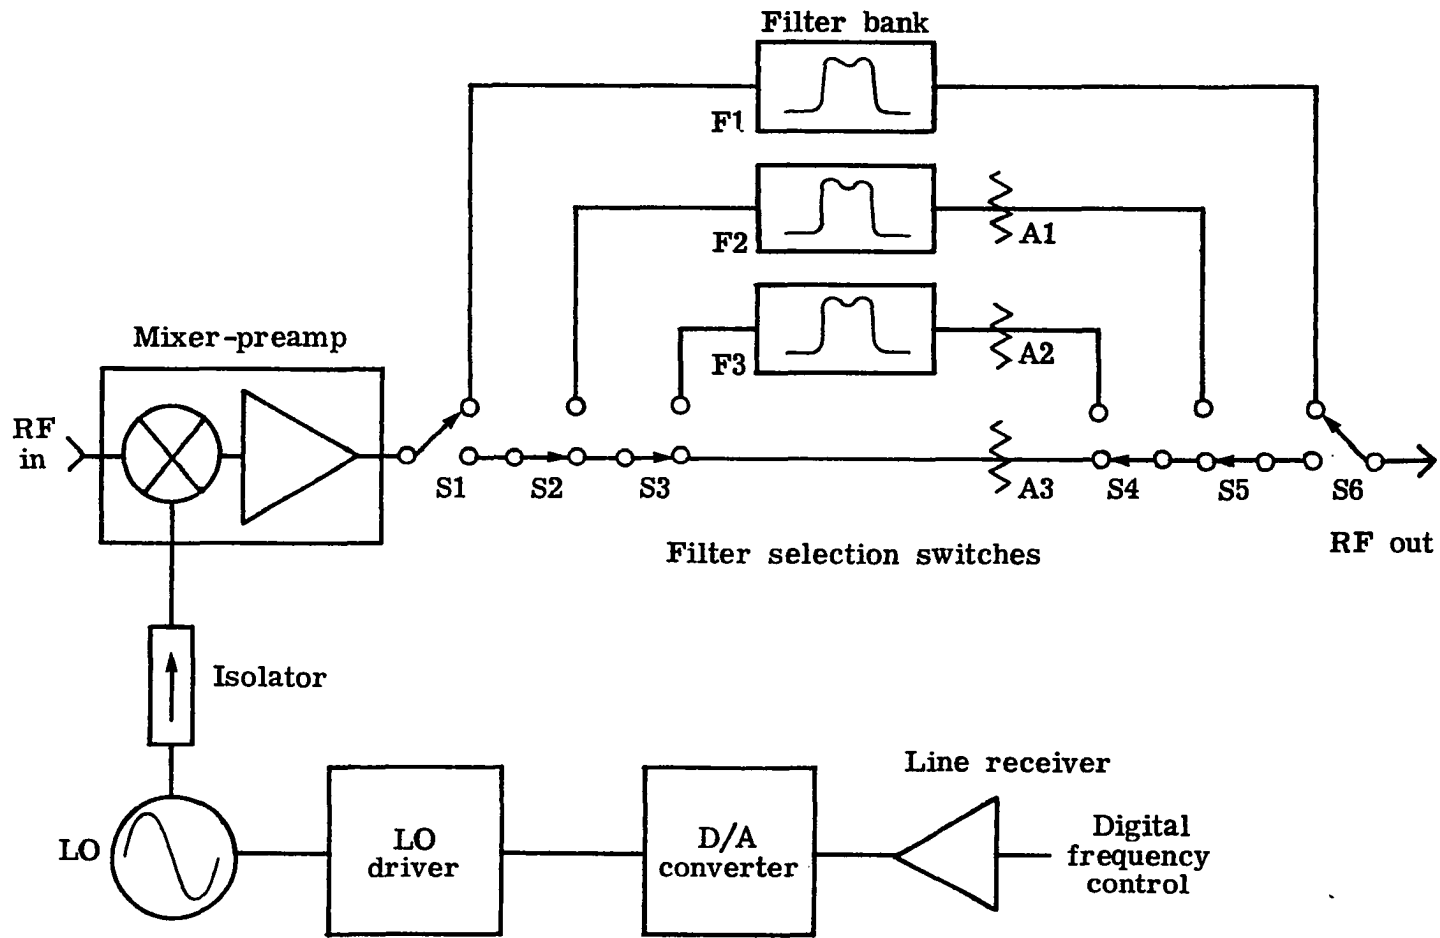 Filter bank
F1
F2
A1
F3
A2
Mixer-preamp
RF
in
S1
S2
S3
A3
S4
S5
S6
Filter selection switches
RF out
Isolator
Line receiver
LO
LO
driver
D/A
converter
Digital
frequency
control